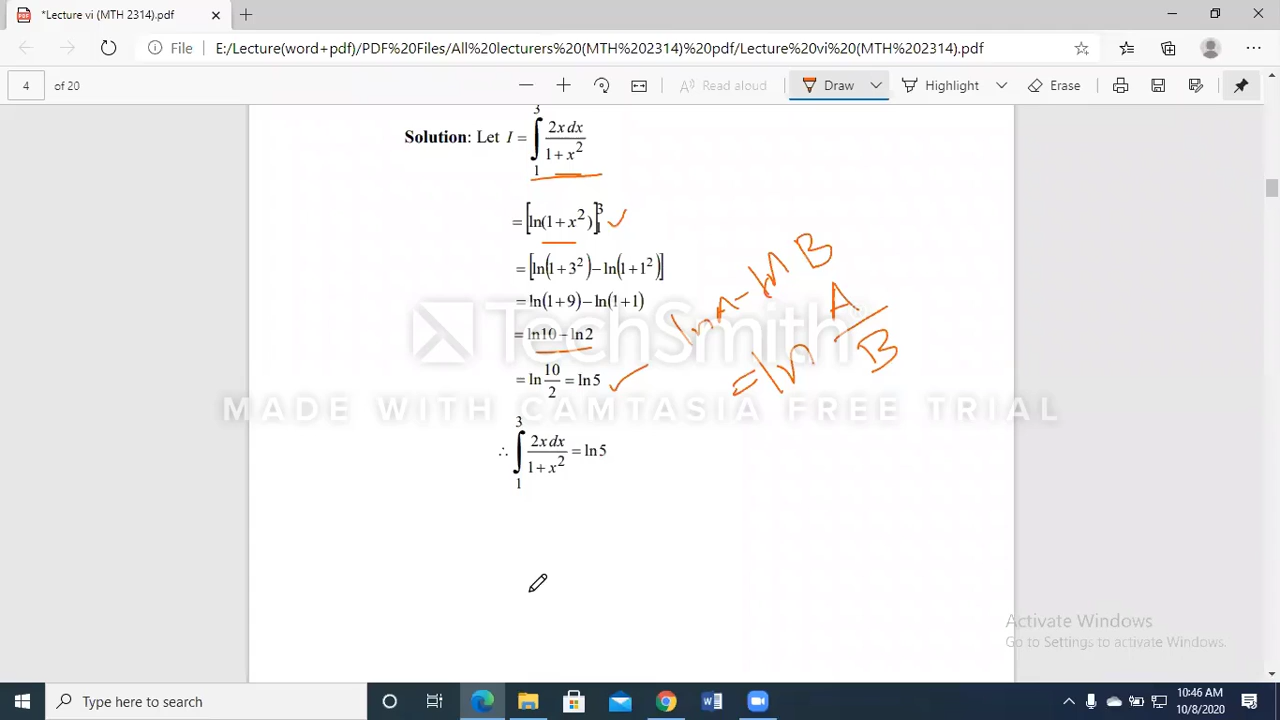 *Lecture vi (MTH 2314).pdf
File E:/Lecture(word+pdf)/PDF%20Files/All%20lecturers%20(MTH%202314)%20pdf/Lecture%20vi%20(MTH%202314).pdf
4 of 20 Read aloud Draw Highlight Erase
Solution: Let I = ∫₁³ 2x dx / (1 + x²)
= [ln(1 + x²)]₁³
= [ln(1 + 3²) − ln(1 + 1²)]
= ln(1 + 9) − ln(! + 1)
= ln10 − ln2
= ln 10/2 = ln5
∴ ∫₁³ 2x dx / (1 + x²) = ln5
ln A − ln B
= ln A/B
TechSmith
MADE WITH CAMTASIA FREE TRIAL
Activate Windows
Go to Settings to activate Windows.
Type here to search
10:46 AM
10/8/2020